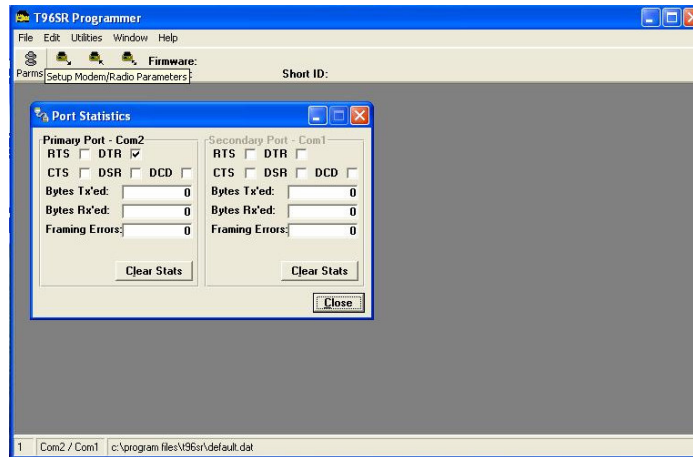 T96SR Programmer
File Edit Utilities Window Help
Firmware:
Parms
Setup Modem/Radio Parameters
:
Short ID:
Port Statistics
Primary Port - Com2
RTS DTR
CTS DSR DCD
Bytes Tx'ed: 0
Bytes Rx'ed: 0
Framing Errors: 0
Clear Stats
Secondary Port - Com1
RTS DTR
CTS DSR DCD
Bytes Tx'ed: 0
Bytes Rx'ed: 0
Framing Errors: 0
Clear Stats
Close
1 Com2 / Com1 c:\program files\t96sr\default.dat